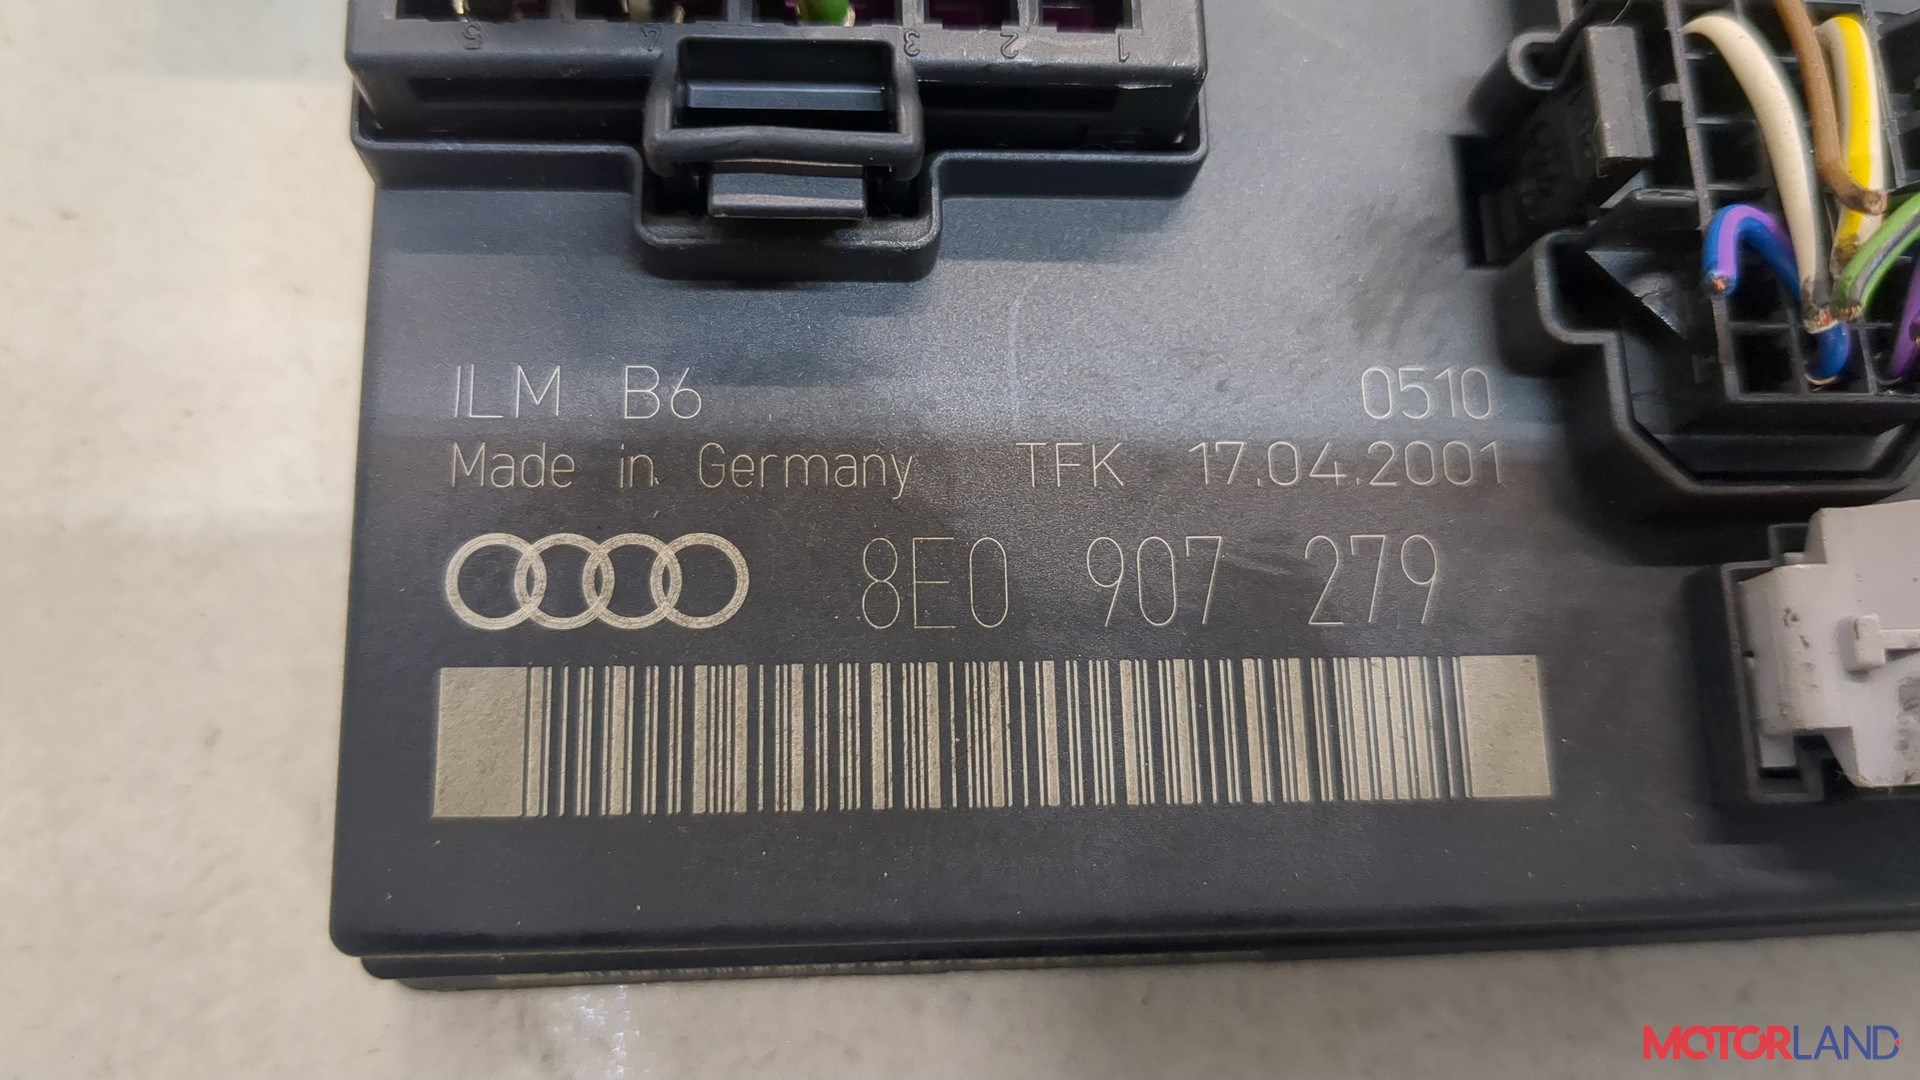 5 4 3 2 1
ILM B6 0510
Made in Germany TFK 17.04.2001
8E0 907 279
MOTORLAND